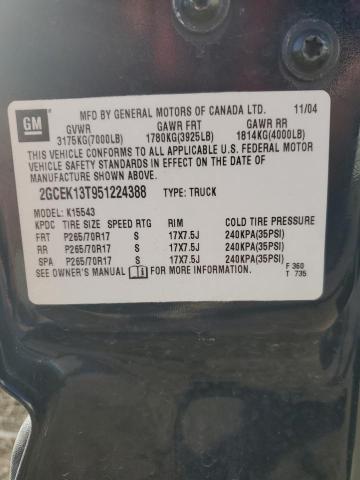 GM
MFD BY GENERAL MOTORS OF CANADA LTD. 11/04
GVWR GAWR FRT GAWR RR
3175KG(7000LB) 1780KG(3925LB) 1814KG(4000LB)
THIS VEHICLE CONFORMS TO ALL APPLICABLE U.S. FEDERAL MOTOR
VEHICLE SAFETY STANDARDS IN EFFECT ON THE DATE OF
MANUFACTURE SHOWN ABOVE.
2GCEK13T951224388 TYPE: TRUCK
MODEL: K15543
KPDC TIRE SIZE SPEED RTG RIM COLD TIRE PRESSURE
FRT P265/70R17 S 17X7.5J 240KPA(35PSI)
RR P265/70R17 S 17X7.5J 240KPA(35PSI)
SPA P265/70R17 S 17X7.5J 240KPA(35PSI)
SEE OWNER'S MANUAL FOR MORE INFORMATION. F 360
T 735